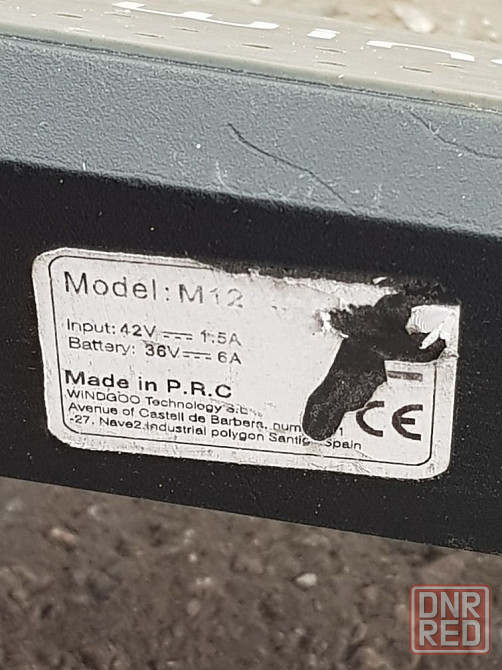 Model: M12
Input: 42V 1.5A
Battery: 36V 6A
Made in P.R.C
WINDGOO Technology
Avenue of Castell de Barbera,
-27, Nave2,Industrial polygon Spain
CE
DNR
RED